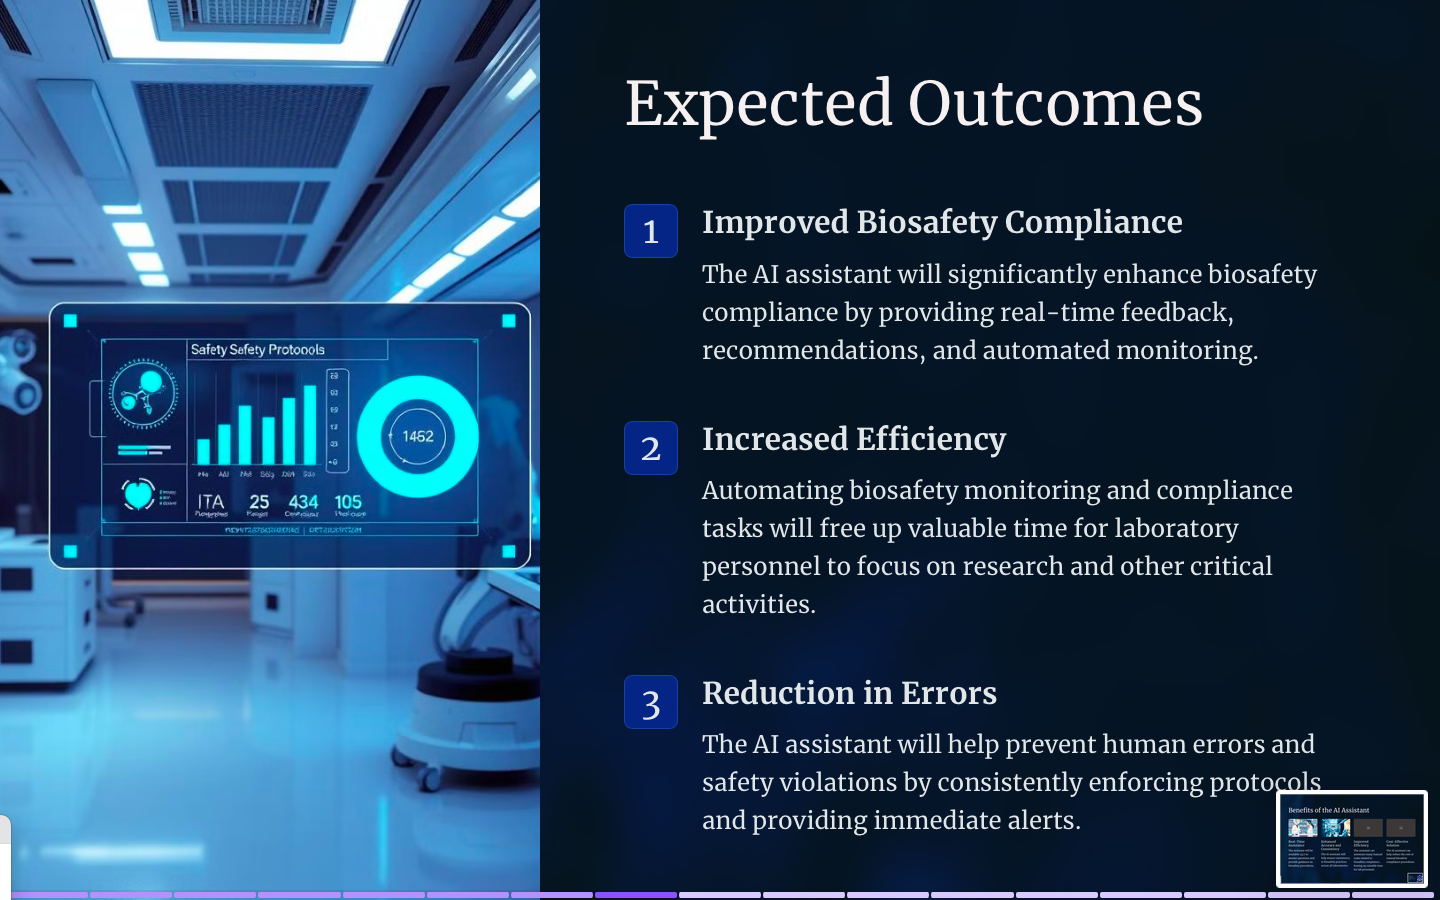 Expected Outcomes
1
Improved Biosafety Compliance
The AI assistant will significantly enhance biosafety
compliance by providing real-time feedback,
recommendations, and automated monitoring.
2
Increased Efficiency
Automating biosafety monitoring and compliance
tasks will free up valuable time for laboratory
personnel to focus on research and other critical
activities.
3
Reduction in Errors
The AI assistant will help prevent human errors and
safety violations by consistently enforcing protocols
and providing immediate alerts.
Safety Safety Protools
1462
ITA 25 434 105
Benefits of the AI Assistant